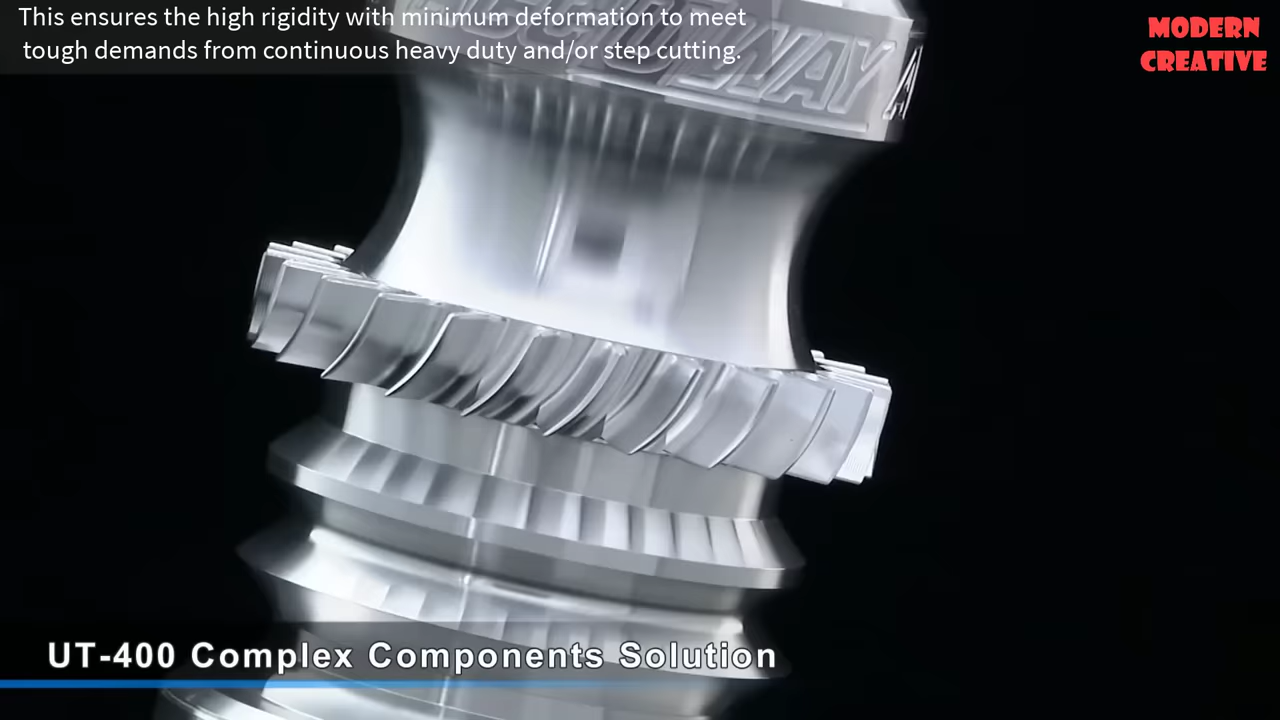 This ensures the high rigidity with minimum deformation to meet
tough demands from continuous heavy duty and/or step cutting.
MODERN
CREATIVE
UT-400 Complex Components Solution